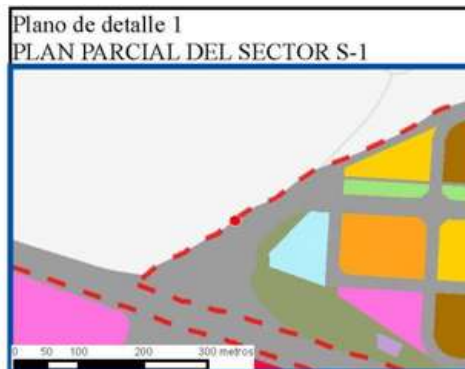 Plano de detalle 1
PLAN PARCIAL DEL SECTOR S-1
0 50 100 200 300 metros